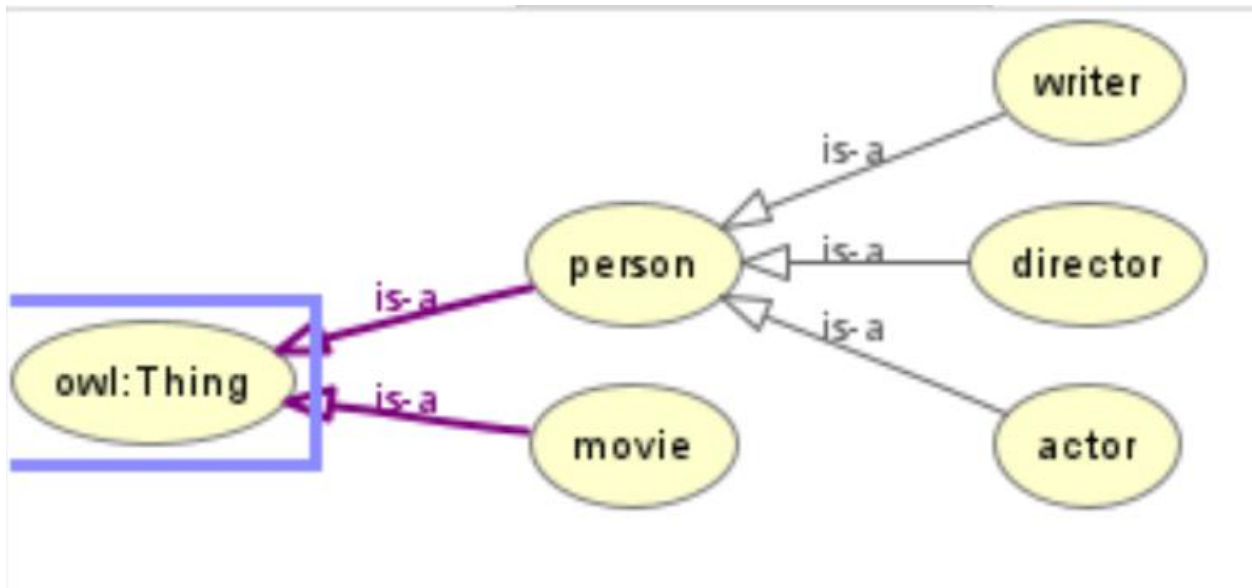 writer
is-a
person
is-a
director
is-a
is-a
owl:Thing
is-a
movie
actor